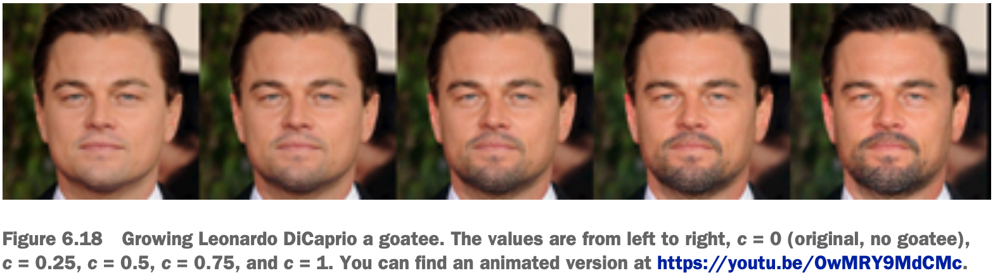 Figure 6.18 Growing Leonardo DiCaprio a goatee. The values are from left to right, c = 0 (original, no goatee),
c = 0.25, c = 0.5, c = 0.75, and c = 1. You can find an animated version at https://youtu.be/OwMRY9MdCMc.